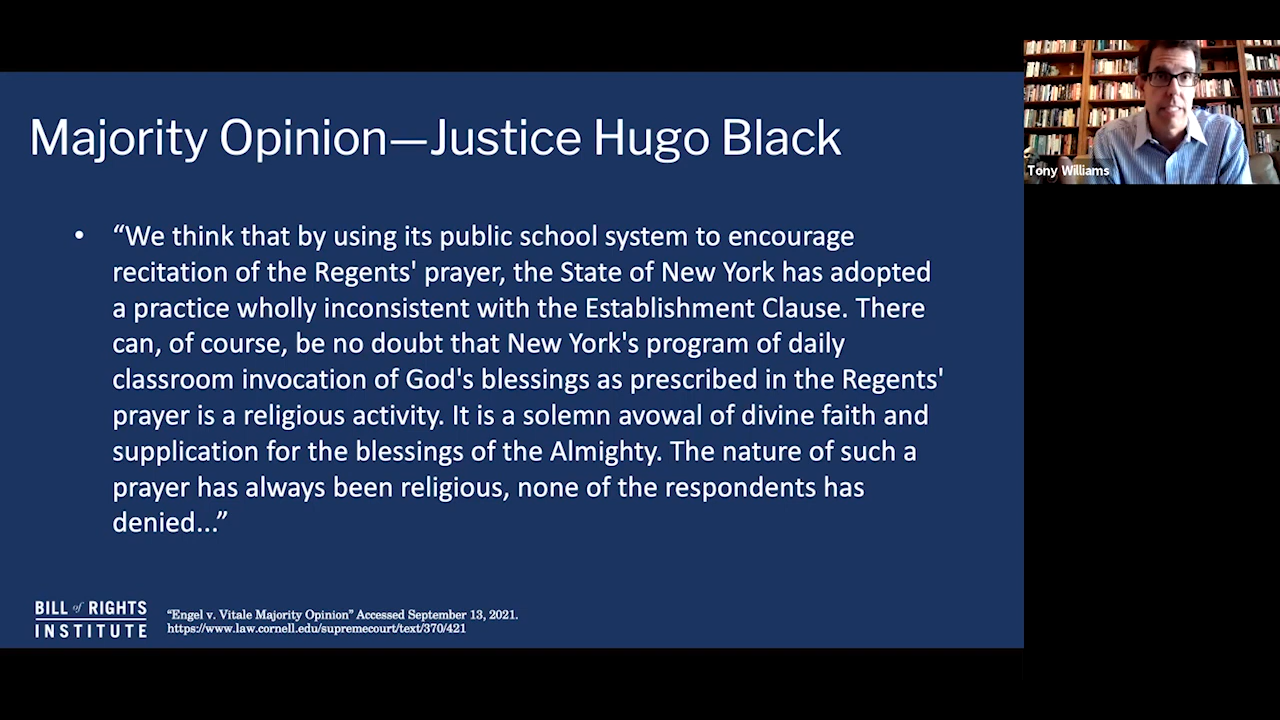 Majority Opinion—Justice Hugo Black
Tony Williams
• “We think that by using its public school system to encourage
recitation of the Regents' prayer, the State of New York has adopted
a practice wholly inconsistent with the Establishment Clause. There
can, of course, be no doubt that New York's program of daily
classroom invocation of God's blessings as prescribed in the Regents'
prayer is a religious activity. It is a solemn avowal of divine faith and
supplication for the blessings of the Almighty. The nature of such a
prayer has always been religious, none of the respondents has
denied...”
BILL of RIGHTS
INSTITUTE
“Engel v. Vitale Majority Opinion” Accessed September 13, 2021.
https://www.law.cornell.edu/supremecourt/text/370/421